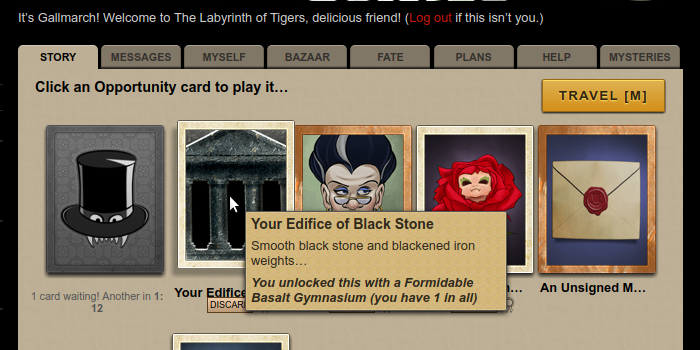 It's Gallmarch! Welcome to The Labyrinth of Tigers, delicious friend! (Log out if this isn't you.)
STORY MESSAGES MYSELF BAZAAR FATE PLANS HELP MYSTERIES
Click an Opportunity card to play it...
TRAVEL [M]
Your Edifice of Black Stone
Smooth black stone and blackened iron
weights...
You unlocked this with a Formidable
Basalt Gymnasium (you have 1 in all)
1 card waiting! Another in 1:
12
Your Edifice
DISCARD
An Unsigned M...